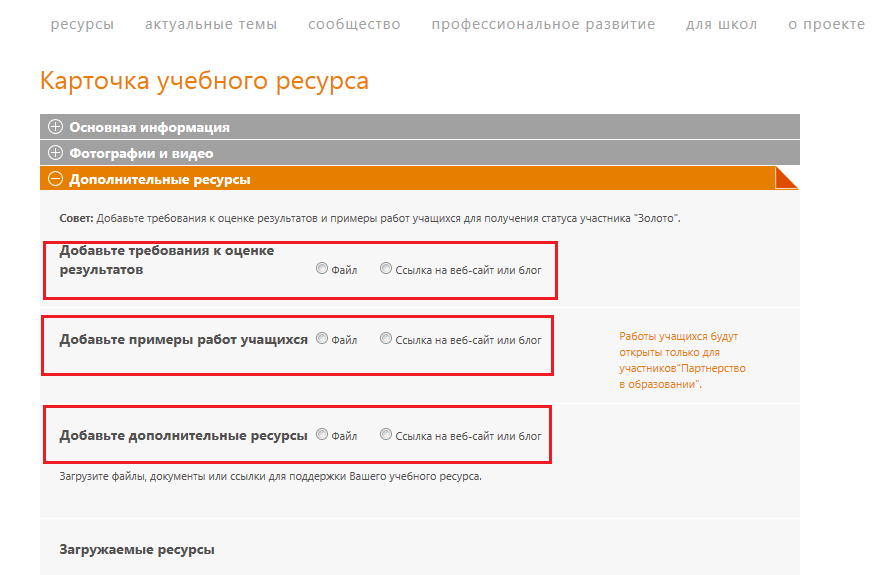 ресурсы актуальные темы сообщество профессиональное развитие для школ о проекте
Карточка учебного ресурса
Основная информация
Фотографии и видео
Дополнительные ресурсы
Совет: Добавьте требования к оценке результатов и примеры работ учащихся для получения статуса участника "Золото".
Добавьте требования к оценке
результатов Файл Ссылка на веб-сайт или блог
Добавьте примеры работ учащихся Файл Ссылка на веб-сайт или блог
Работы учащихся будут
открыты только для
участников"Партнерство
в образовании".
Добавьте дополнительные ресурсы Файл Ссылка на веб-сайт или блог
Загрузите файлы, документы или ссылки для поддержки Вашего учебного ресурса.
Загружаемые ресурсы